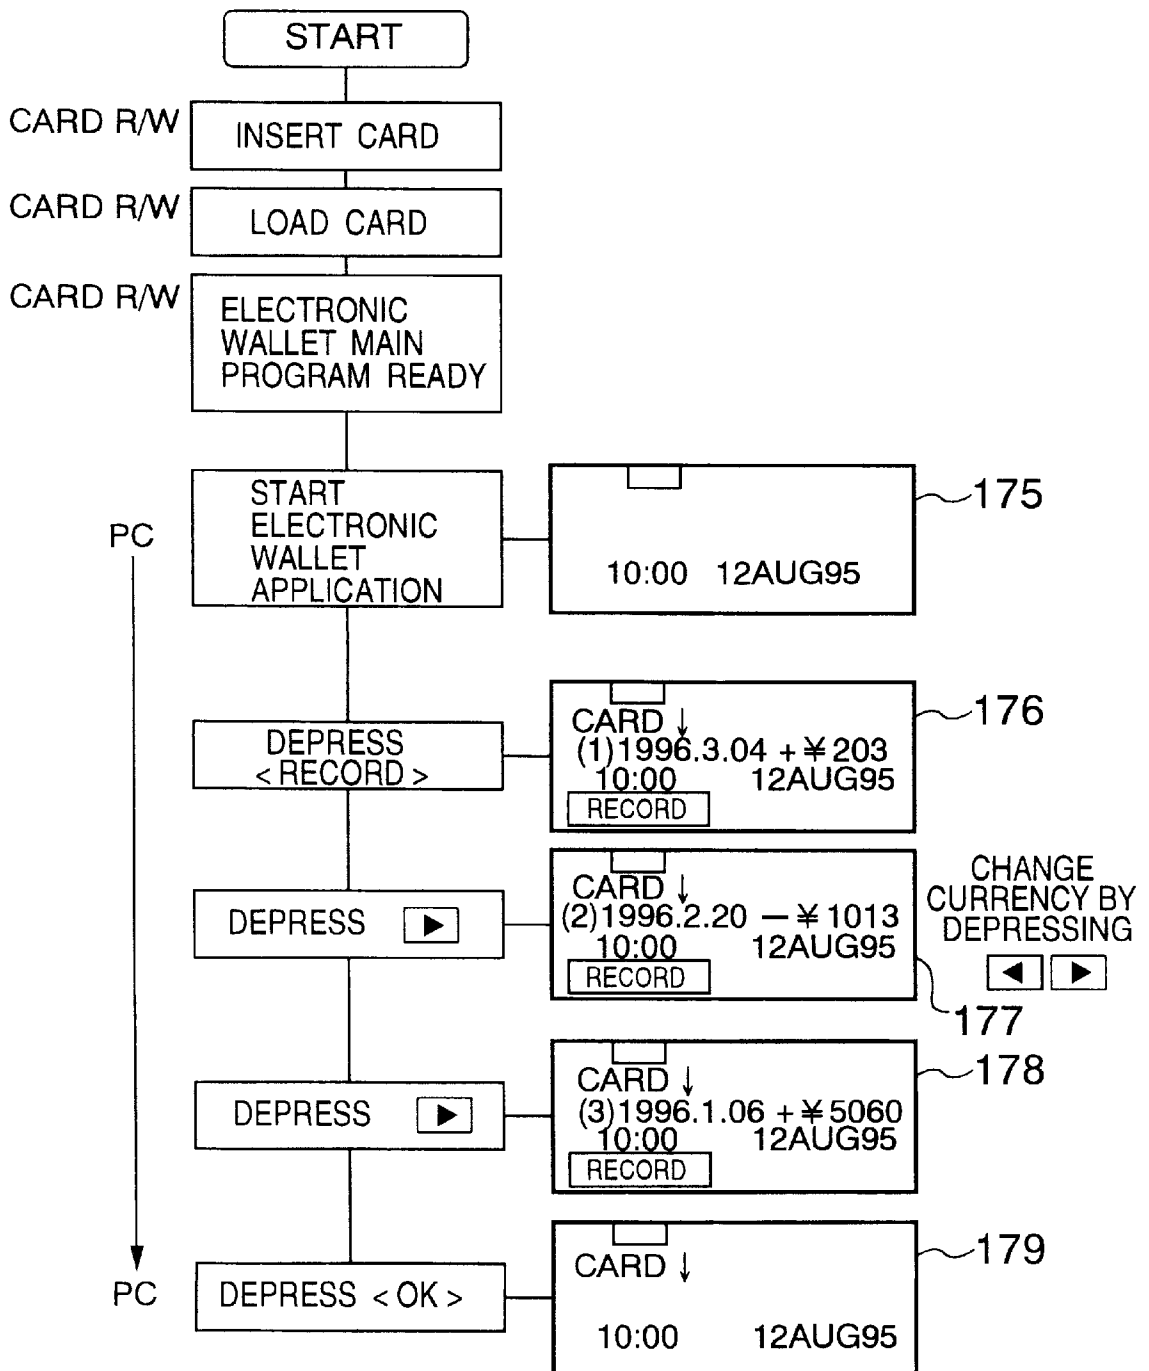 START
CARD R/W
INSERT CARD
CARD R/W
LOAD CARD
CARD R/W
ELECTRONIC
WALLET MAIN
PROGRAM READY
PC
START
ELECTRONIC
WALLET
APPLICATION
10:00 12AUG95
175
DEPRESS
< RECORD >
CARD ↓
(1)1996.3.04 + ¥ 203
10:00 12AUG95
RECORD
176
DEPRESS ▶
CARD ↓
(2)1996.2.20 – ¥ 1013
10:00 12AUG95
RECORD
177
CHANGE
CURRENCY BY
DEPRESSING
◀ ▶
DEPRESS ▶
CARD ↓
(3)1996.1.06 + ¥ 5060
10:00 12AUG95
RECORD
178
PC
DEPRESS < OK >
CARD ↓
10:00 12AUG95
179